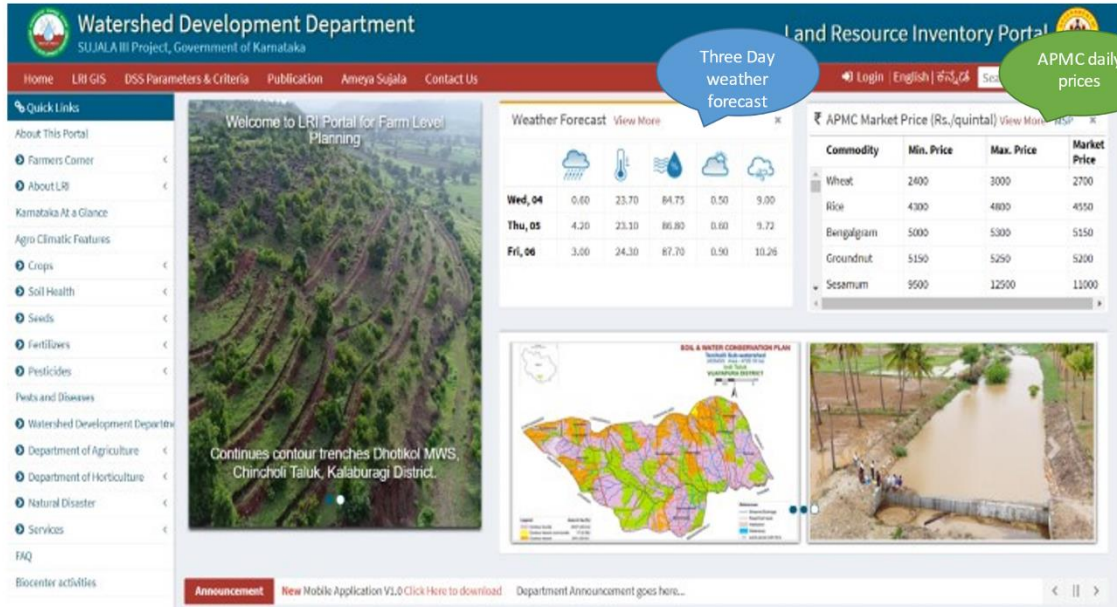 Watershed Development Department
SUJALA III Project, Government of Karnataka
Land Resource Inventory Portal
Three Day weather forecast
APMC daily prices
Home LRI GIS DSS Parameters & Criteria Publication Ameya Sujala Contact Us
Login | English | ಕನ್ನಡ
Quick Links
About This Portal
Farmers Corner
About LRI
Karnataka At a Glance
Agro Climatic Features
Crops
Soil Health
Seeds
Fertilizers
Pesticides
Pests and Diseases
Watershed Development Departme
Department of Agriculture
Department of Horticulture
Natural Disaster
Services
FAQ
Biocenter activities
Welcome to LRI Portal for Farm Level
Planning
Continues contour trenches Dhotikol MWS,
Chincholi Taluk, Kalaburagi District.
Weather Forecast View More ×
Wed, 04 0.60 23.70 84.75 0.50 9.00
Thu, 05 4.20 23.10 86.80 0.60 9.72
Fri, 06 3.00 24.30 87.70 0.90 10.26
₹ APMC Market Price (Rs./quintal) View More MSP ×
Commodity Min. Price Max. Price Market Price
Wheat 2400 3000 2700
Rice 4300 4800 4550
Bengalgram 5000 5300 5150
Groundnut 5150 5250 5200
Sesamum 9500 12500 11000
SOIL & WATER CONSERVATION PLAN
Announcement New Mobile Application V1.0 Click Here to download Department Announcement goes here...